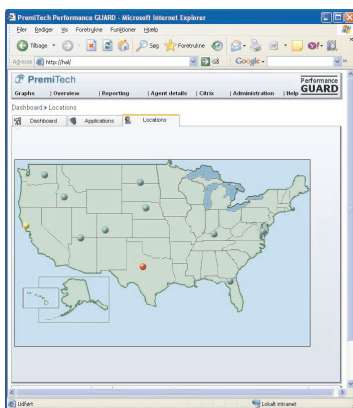 PremiTech Performance GUARD - Microsoft Internet Explorer
Filer Rediger Vis Foretrukne Funktioner Hjælp
Tilbage Søg Foretrukne
Adresse http://hal/ Gå Google
PremiTech
Performance
GUARD
Graphs | Overview | Reporting | Agent details | Citrix | Administration | Help
Dashboard Locations
Dashboard Applications Locations
Udført Lokalt intranet